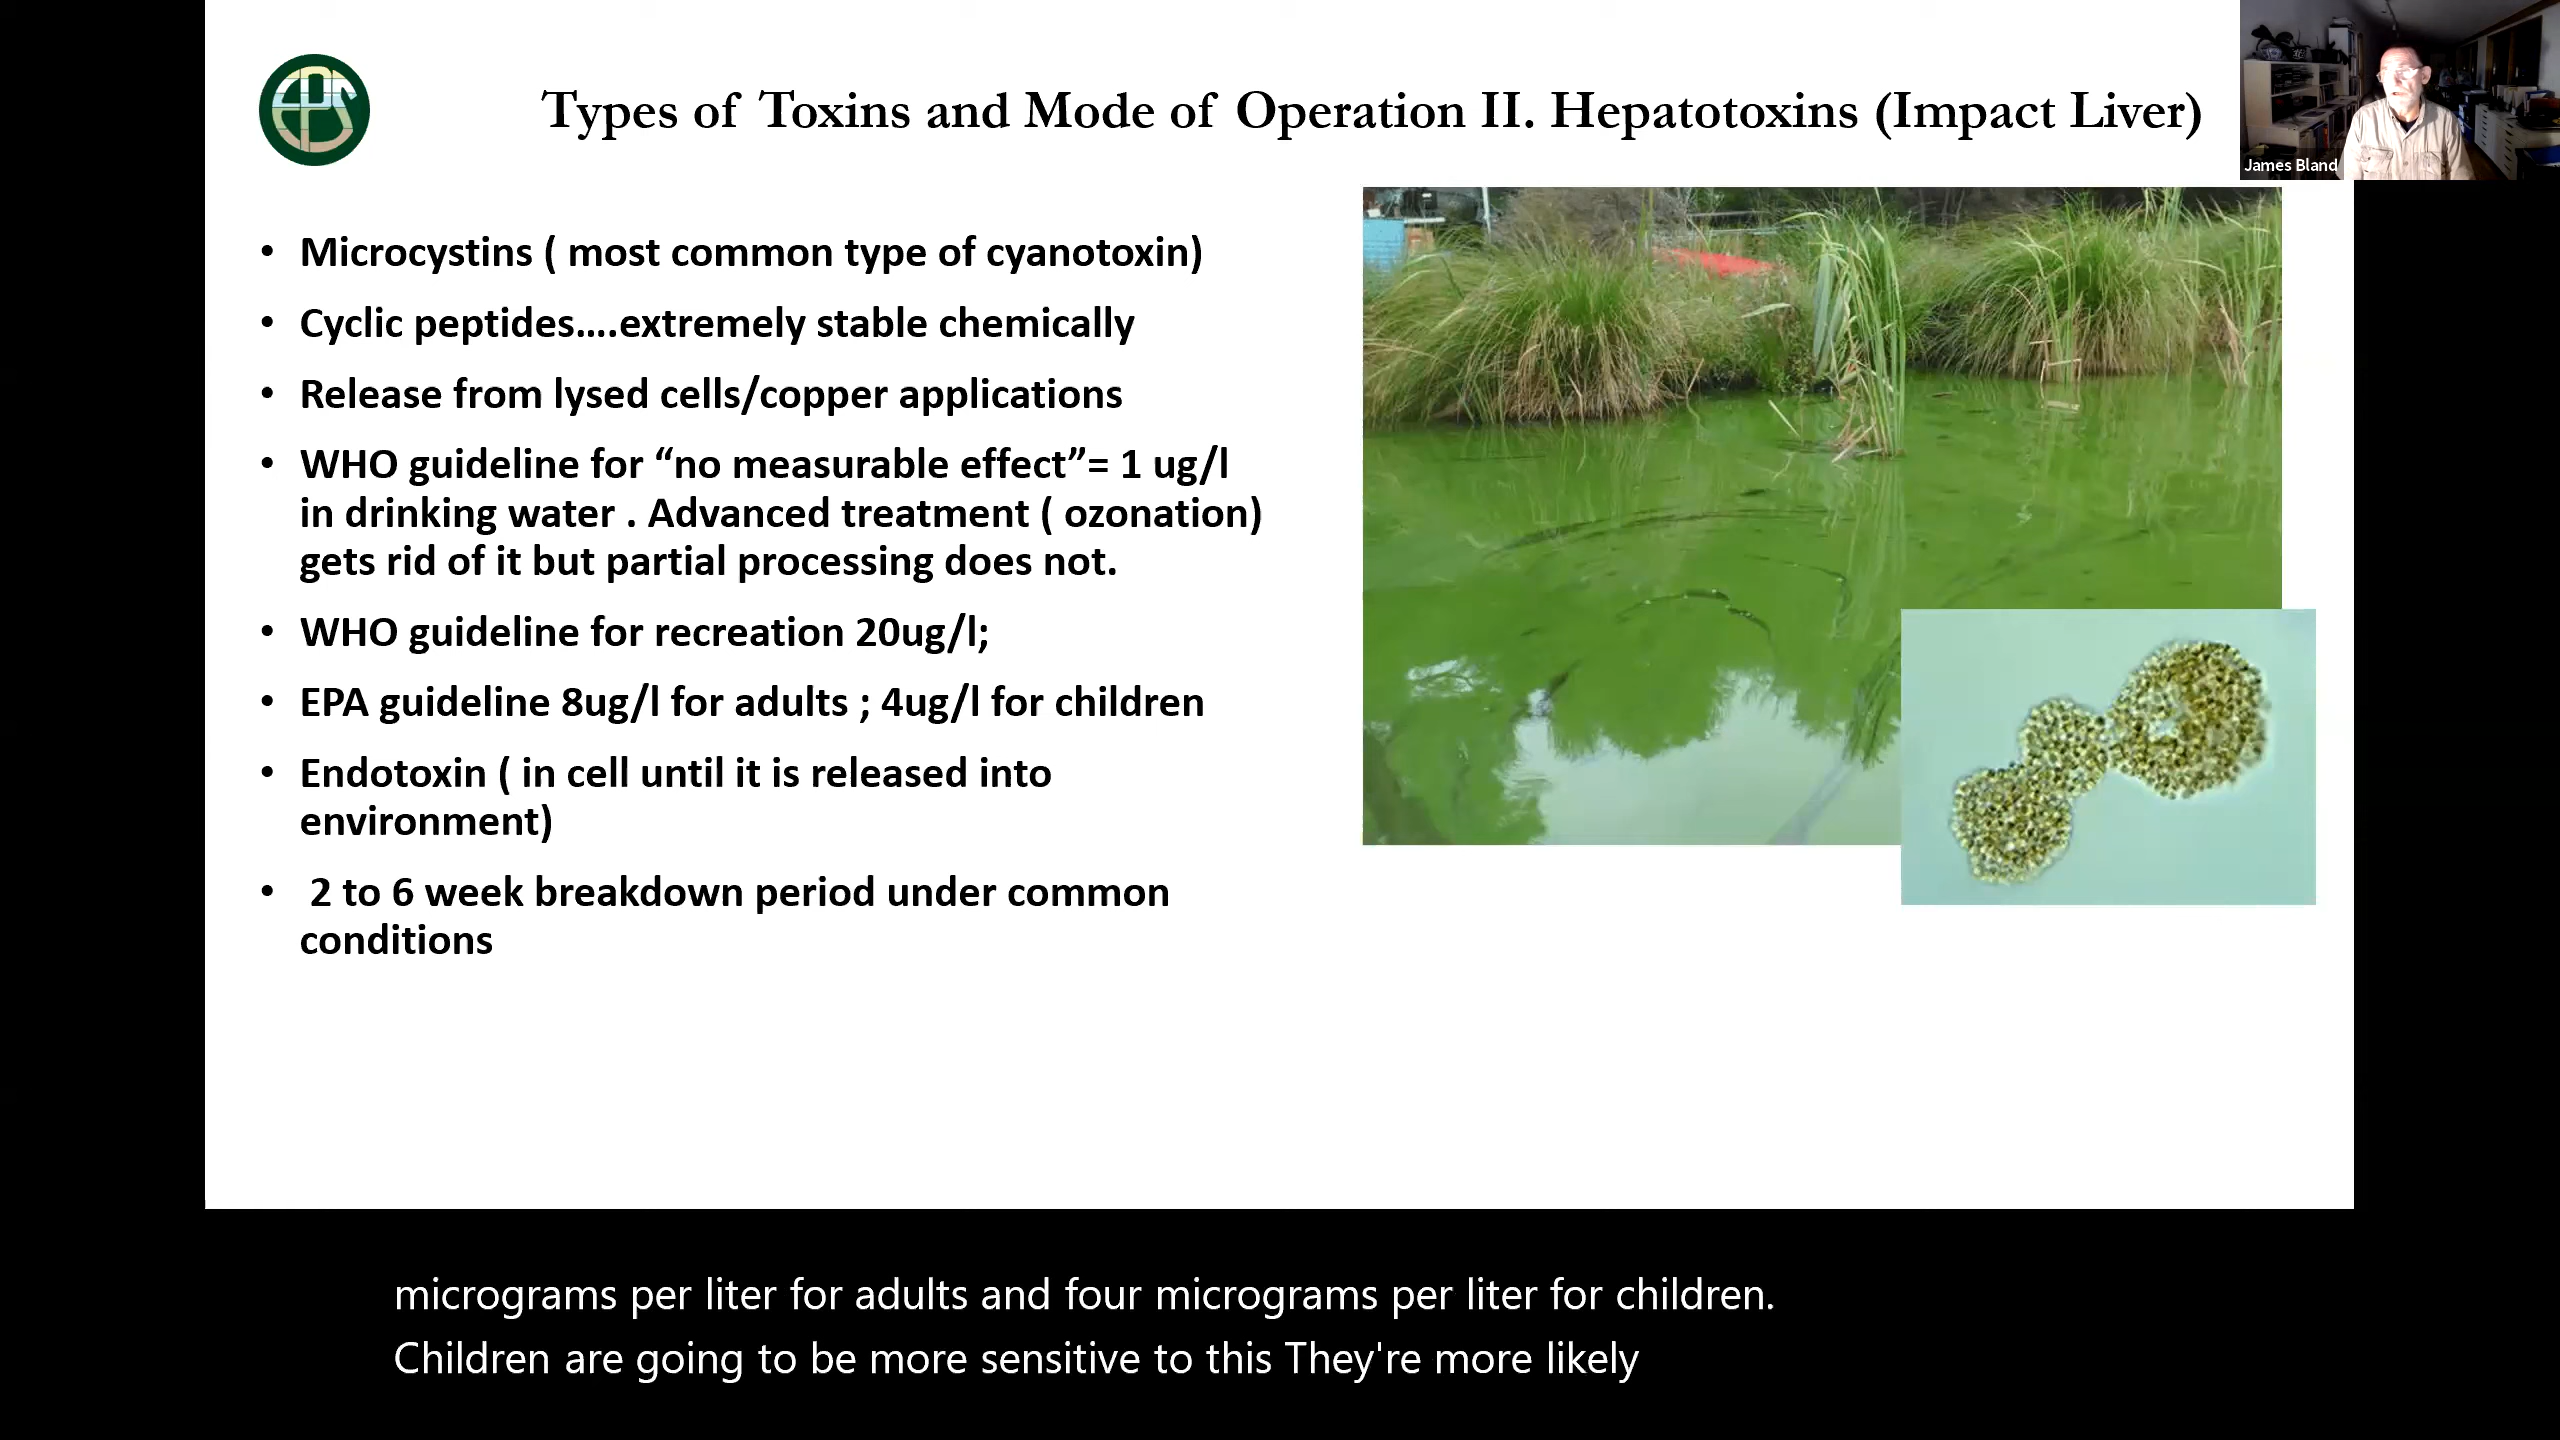 EPS
Types of Toxins and Mode of Operation II. Hepatotoxins (Impact Liver)
James Bland
• Microcystins ( most common type of cyanotoxin)
• Cyclic peptides….extremely stable chemically
• Release from lysed cells/copper applications
• WHO guideline for “no measurable effect”= 1 ug/l
in drinking water . Advanced treatment ( ozonation)
gets rid of it but partial processing does not.
• WHO guideline for recreation 20ug/l;
• EPA guideline 8ug/l for adults ; 4ug/l for children
• Endotoxin ( in cell until it is released into
environment)
• 2 to 6 week breakdown period under common
conditions
micrograms per liter for adults and four micrograms per liter for children.
Children are going to be more sensitive to this They're more likely